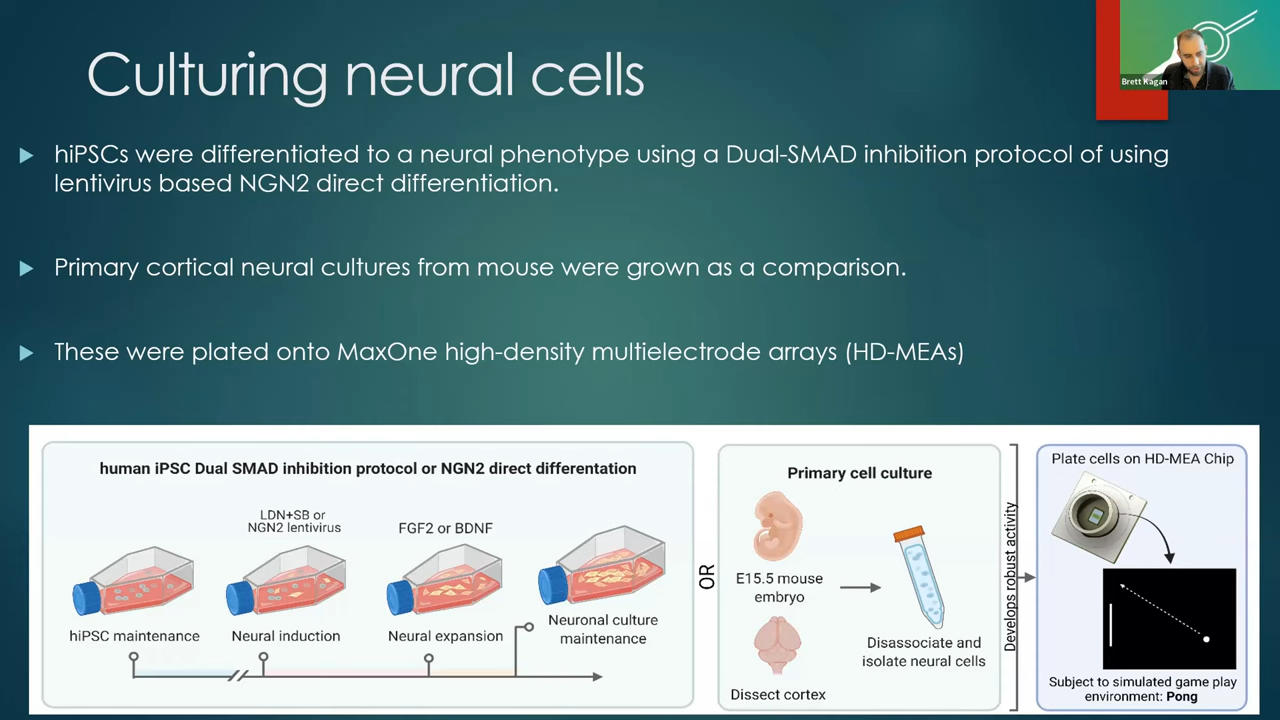 Culturing neural cells
Brett Kagan
hiPSCs were differentiated to a neural phenotype using a Dual-SMAD inhibition protocol of using
lentivirus based NGN2 direct differentiation.
Primary cortical neural cultures from mouse were grown as a comparison.
These were plated onto MaxOne high-density multielectrode arrays (HD-MEAs)
human iPSC Dual SMAD inhibition protocol or NGN2 direct differentation
LDN+SB or
NGN2 lentivirus
FGF2 or BDNF
hiPSC maintenance
Neural induction
Neural expansion
Neuronal culture
maintenance
OR
Primary cell culture
E15.5 mouse
embryo
Dissect cortex
Disassociate and
isolate neural cells
Develops robust activity
Plate cells on HD-MEA Chip
Subject to simulated game play
environment: Pong